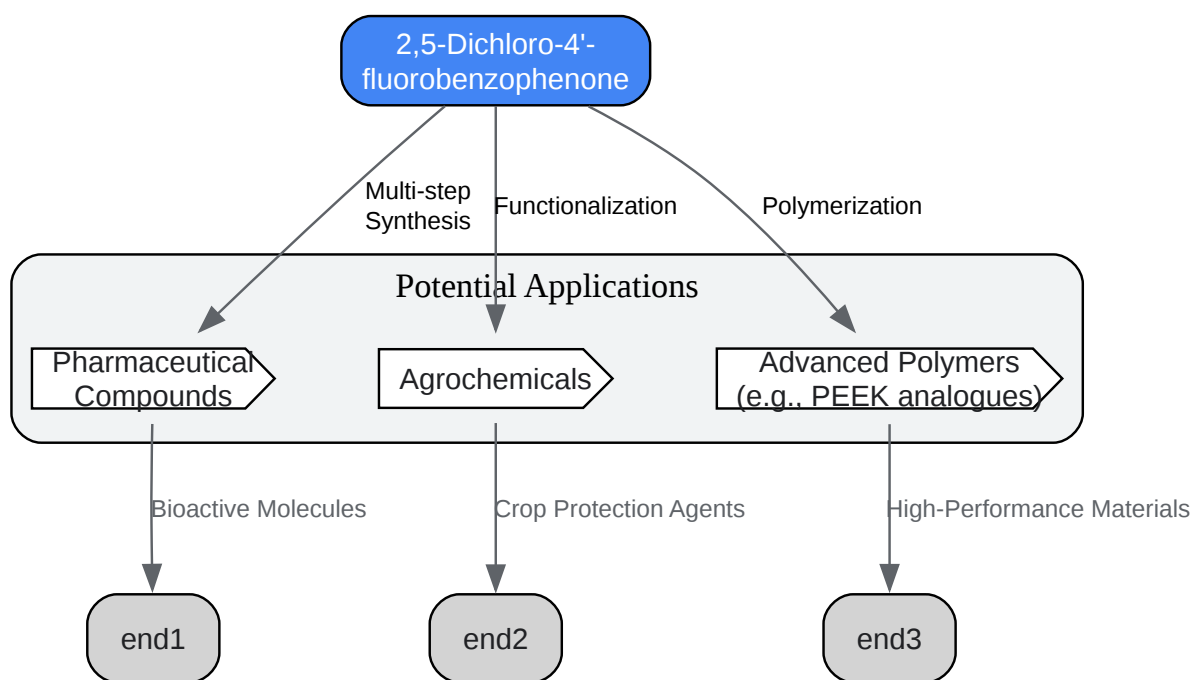 2,5-Dichloro-4'-
fluorobenzophenone
Multi-step
Synthesis
Functionalization
Polymerization
Potential Applications
Pharmaceutical
Compounds
Agrochemicals
Advanced Polymers
(e.g., PEEK analogues)
Bioactive Molecules
Crop Protection Agents
High-Performance Materials
end1
end2
end3